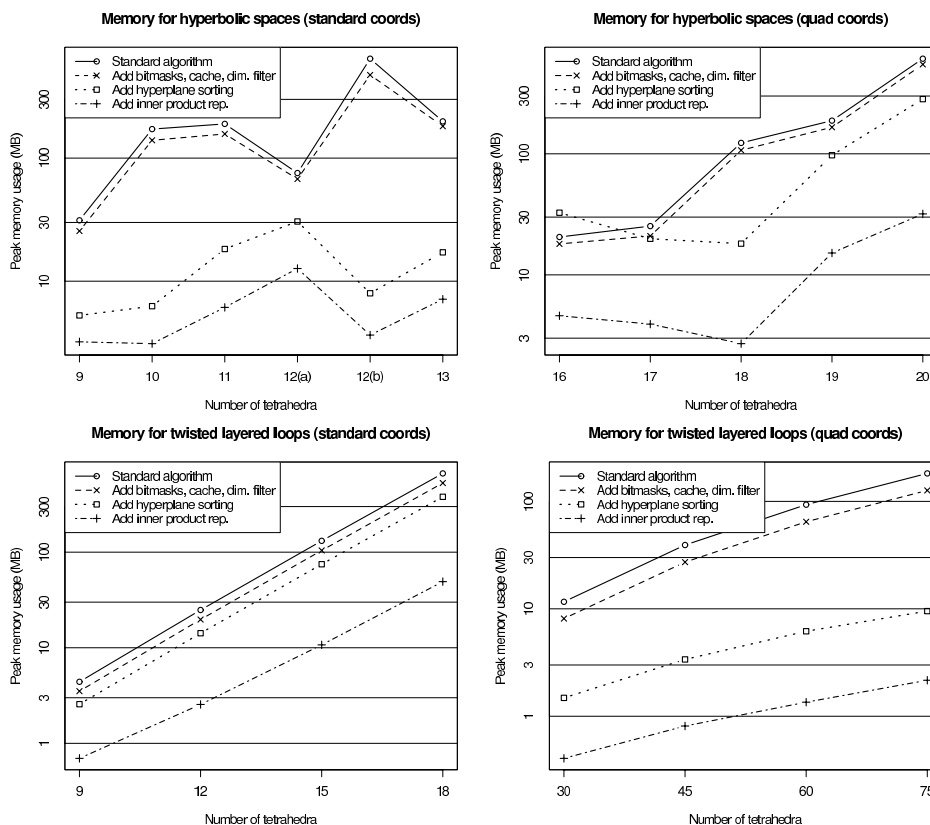 Memory for hyperbolic spaces (standard coords)
Peak memory usage (MB)
300
100
30
10
Standard algorithm
Add bitmasks, cache, dim. filter
Add hyperplane sorting
Add inner product rep.
9 10 11 12(a) 12(b) 13
Number of tetrahedra
Memory for hyperbolic spaces (quad coords)
Peak memory usage (MB)
300
100
30
10
3
Standard algorithm
Add bitmasks, cache, dim. filter
Add hyperplane sorting
Add inner product rep.
16 17 18 19 20
Number of tetrahedra
Memory for twisted layered loops (standard coords)
Peak memory usage (MB)
300
100
30
10
3
1
Standard algorithm
Add bitmasks, cache, dim. filter
Add hyperplane sorting
Add inner product rep.
9 12 15 18
Number of tetrahedra
Memory for twisted layered loops (quad coords)
Peak memory usage (MB)
100
30
10
3
1
Standard algorithm
Add bitmasks, cache, dim. filter
Add hyperplane sorting
Add inner product rep.
30 45 60 75
Number of tetrahedra